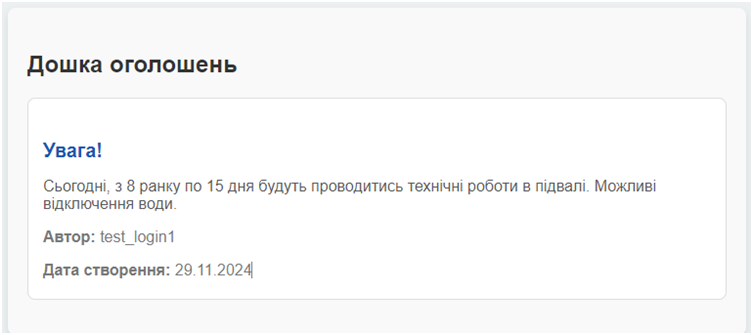 Дошка оголошень
Увага!
Сьогодні, з 8 ранку по 15 дня будуть проводитись технічні роботи в підвалі. Можливі
відключення води.
Автор: test_login1
Дата створення: 29.11.2024